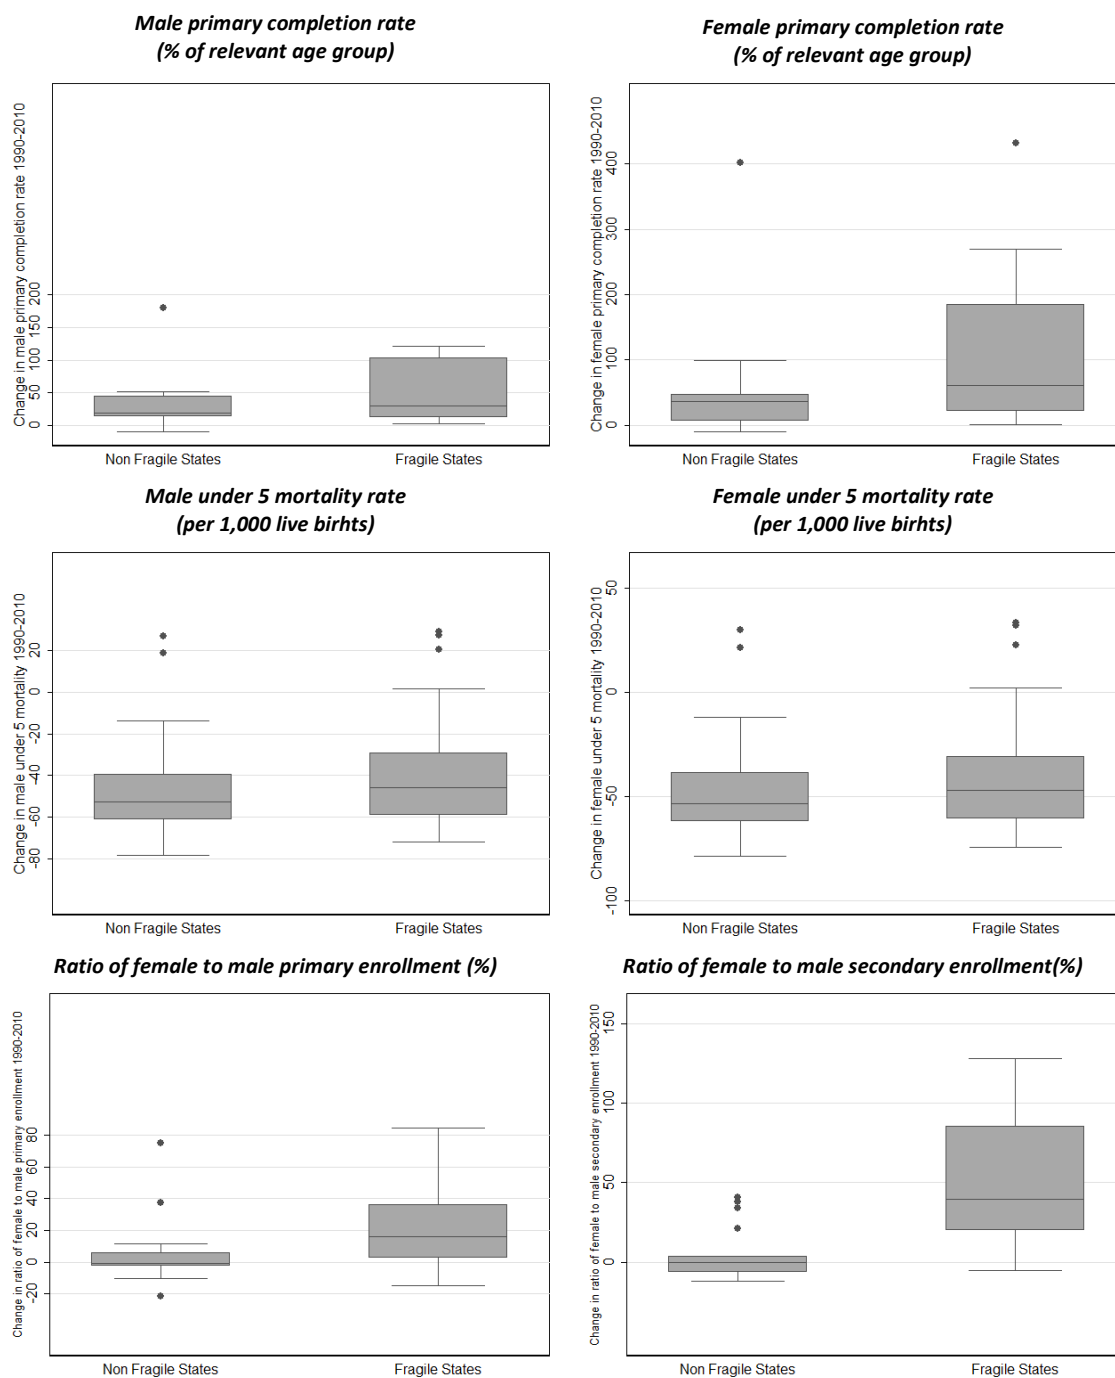 Male primary completion rate
(% of relevant age group)
Change in male primary completion rate 1990-2010
200
150
100
50
0
Non Fragile States
Fragile States
Female primary completion rate
(% of relevant age group)
Change in female primary completion rate 1990-2010
400
300
200
100
0
Non Fragile States
Fragile States
Male under 5 mortality rate
(per 1,000 live birhts)
Change in male under 5 mortality 1990-2010
20
0
-20
-40
-60
-80
Non Fragile States
Fragile States
Female under 5 mortality rate
(per 1,000 live birhts)
Change in female under 5 mortality 1990-2010
50
0
-50
-100
Non Fragile States
Fragile States
Ratio of female to male primary enrollment (%)
Change in ratio of female to male primary enrollment 1990-2010
80
60
40
20
0
-20
Non Fragile States
Fragile States
Ratio of female to male secondary enrollment(%)
Change in ratio of female to male secondary enrollment 1990-2010
150
100
50
0
Non Fragile States
Fragile States